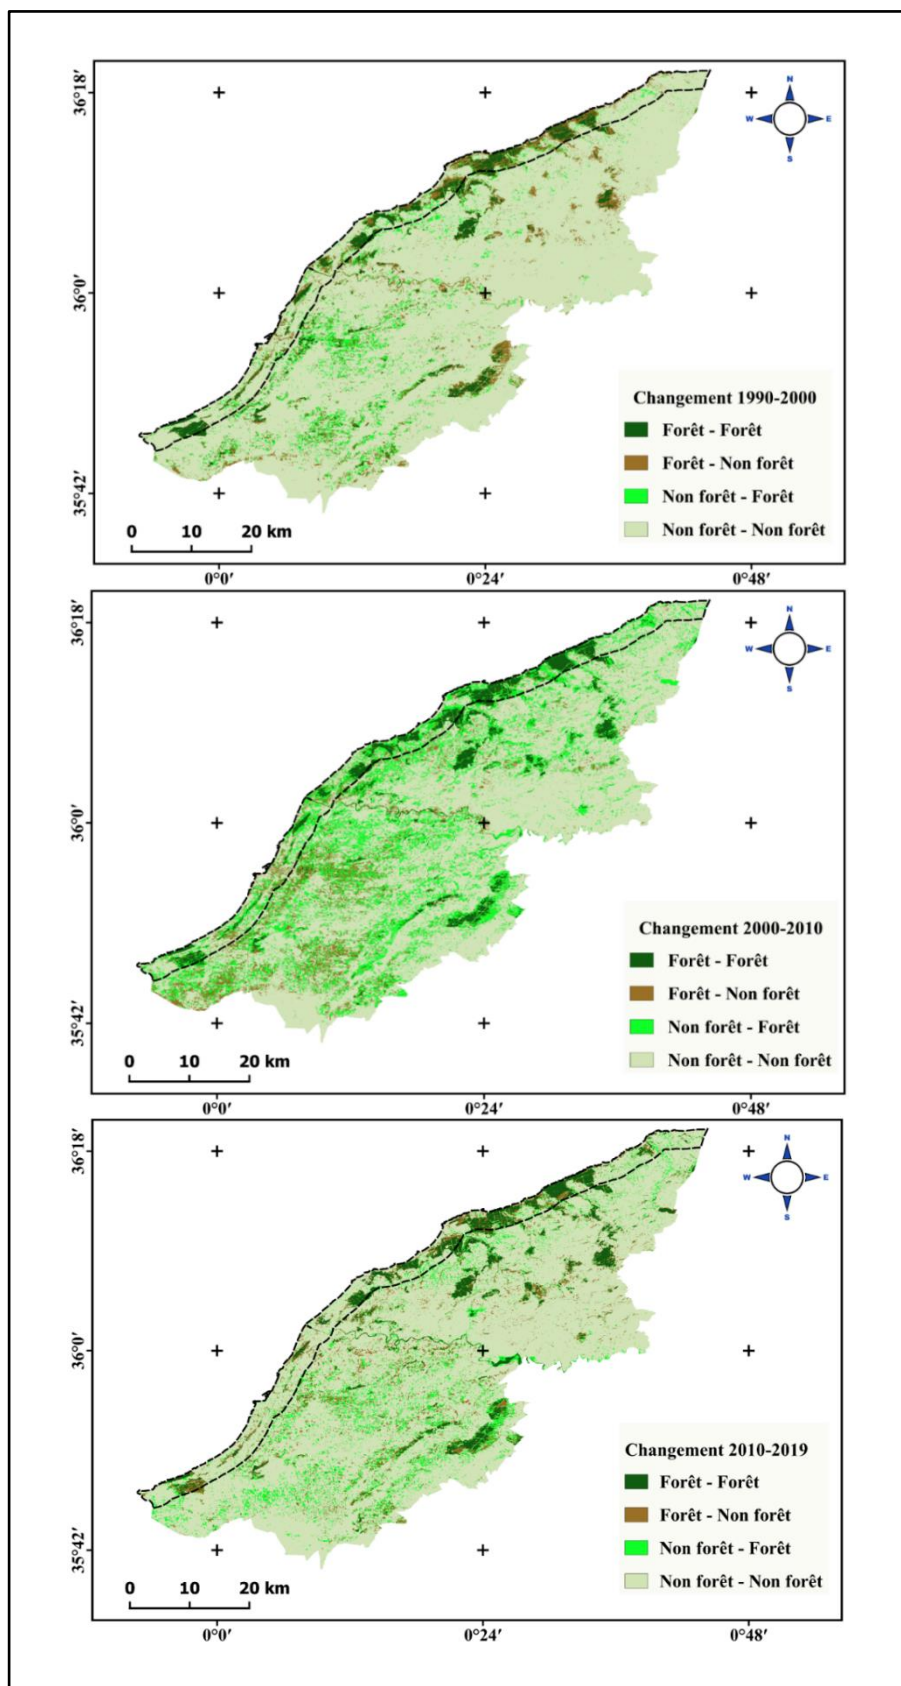 36°18′
N
W
E
S
36°0′
Changement 1990-2000
Forêt - Forêt
Forêt - Non forêt
Non forêt - Forêt
Non forêt - Non forêt
35°42′
0 10 20 km
0°0′ 0°24′ 0°48′
36°18′
N
W
E
S
36°0′
Changement 2000-2010
Forêt - Forêt
Forêt - Non forêt
Non forêt - Forêt
Non forêt - Non forêt
35°42′
0 10 20 km
0°0′ 0°24′ 0°48′
36°18′
N
W
E
S
36°0′
Changement 2010-2019
Forêt - Forêt
Forêt - Non forêt
Non forêt - Forêt
Non forêt - Non forêt
35°42′
0 10 20 km
0°0′ 0°24′ 0°48′